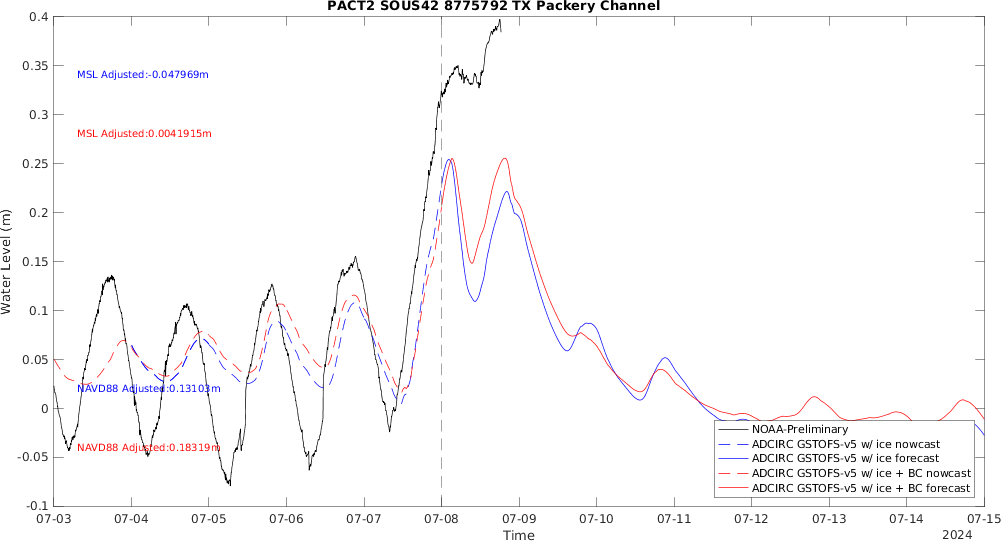 PACT2 SOUS42 8775792 TX Packery Channel
0.4
0.35
0.3
0.25
0.2
0.15
0.1
0.05
0
-0.05
-0.1
Water Level (m)
MSL Adjusted:-0.047969m
MSL Adjusted:0.0041915m
NAVD88 Adjusted:0.13103m
NAVD88 Adjusted:0.18319m
NOAA-Preliminary
ADCIRC GSTOFS-v5 w/ ice nowcast
ADCIRC GSTOFS-v5 w/ ice forecast
ADCIRC GSTOFS-v5 w/ ice + BC nowcast
ADCIRC GSTOFS-v5 w/ ice + BC forecast
07-03 07-04 07-05 07-06 07-07 07-08 07-09 07-10 07-11 07-12 07-13 07-14 07-15
Time
2024